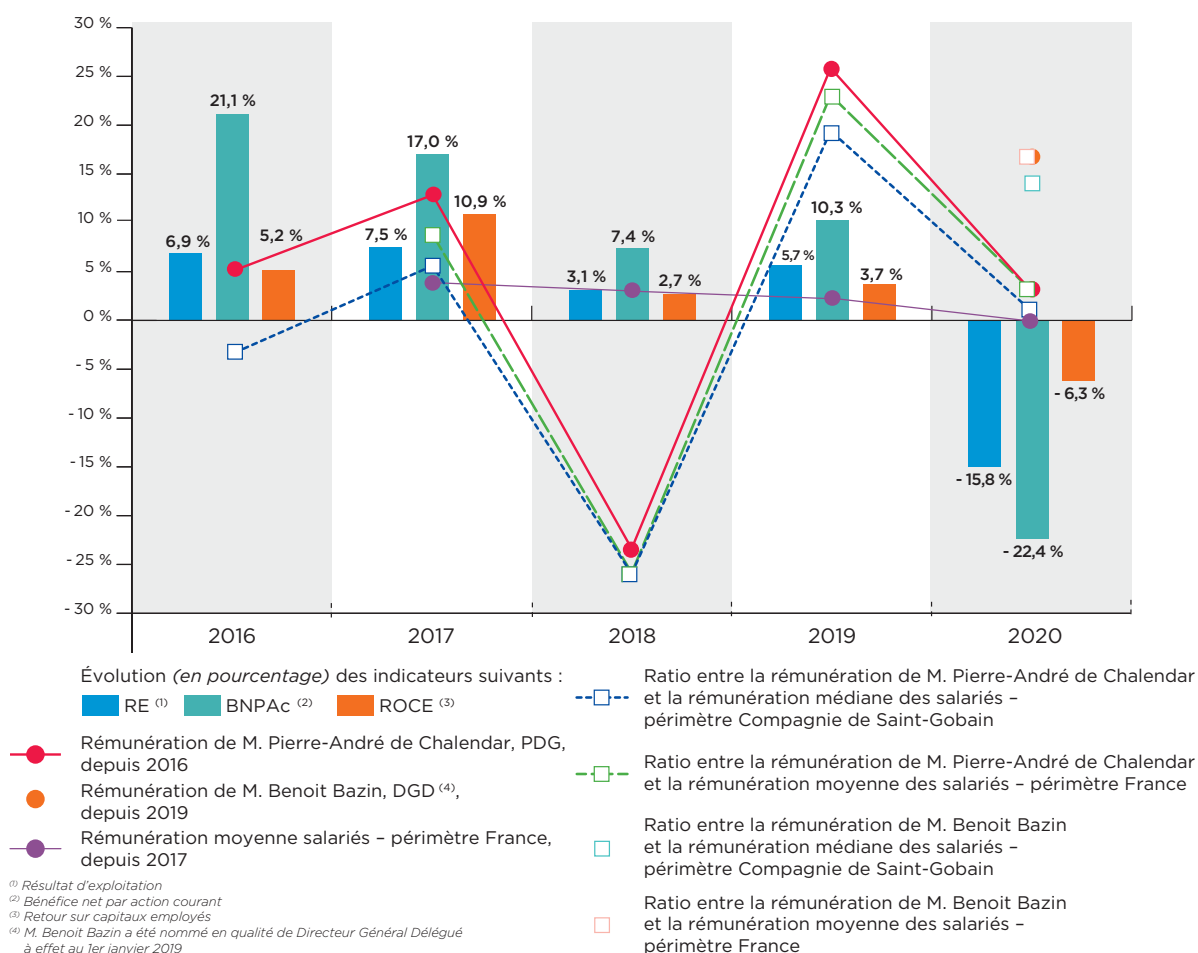 30 %
25 %
20 %
15 %
10 %
5 %
0 %
- 5 %
- 10 %
- 15 %
- 20 %
- 25 %
- 30 %
6,9 %
21,1 %
5,2 %
7,5 %
17,0 %
10,9 %
3,1 %
7,4 %
2,7 %
5,7 %
10,3 %
3,7 %
- 15,8 %
- 22,4 %
- 6,3 %
2016
2017
2018
2019
2020
Évolution (en pourcentage) des indicateurs suivants :
RE (1)
BNPAc (2)
ROCE (3)
Rémunération de M. Pierre-André de Chalendar, PDG,
depuis 2016
Rémunération de M. Benoit Bazin, DGD (4),
depuis 2019
Rémunération moyenne salariés – périmètre France,
depuis 2017
(1) Résultat d'exploitation
(2) Bénéfice net par action courant
(3) Retour sur capitaux employés
(4) M. Benoit Bazin a été nommé en qualité de Directeur Général Délégué
à effet au 1er janvier 2019
Ratio entre la rémunération de M. Pierre-André de Chalendar
et la rémunération médiane des salariés –
périmètre Compagnie de Saint-Gobain
Ratio entre la rémunération de M. Pierre-André de Chalendar
et la rémunération moyenne des salariés – périmètre France
Ratio entre la rémunération de M. Benoit Bazin
et la rémunération médiane des salariés –
périmètre Compagnie de Saint-Gobain
Ratio entre la rémunération de M. Benoit Bazin
et la rémunération moyenne des salariés –
périmètre France